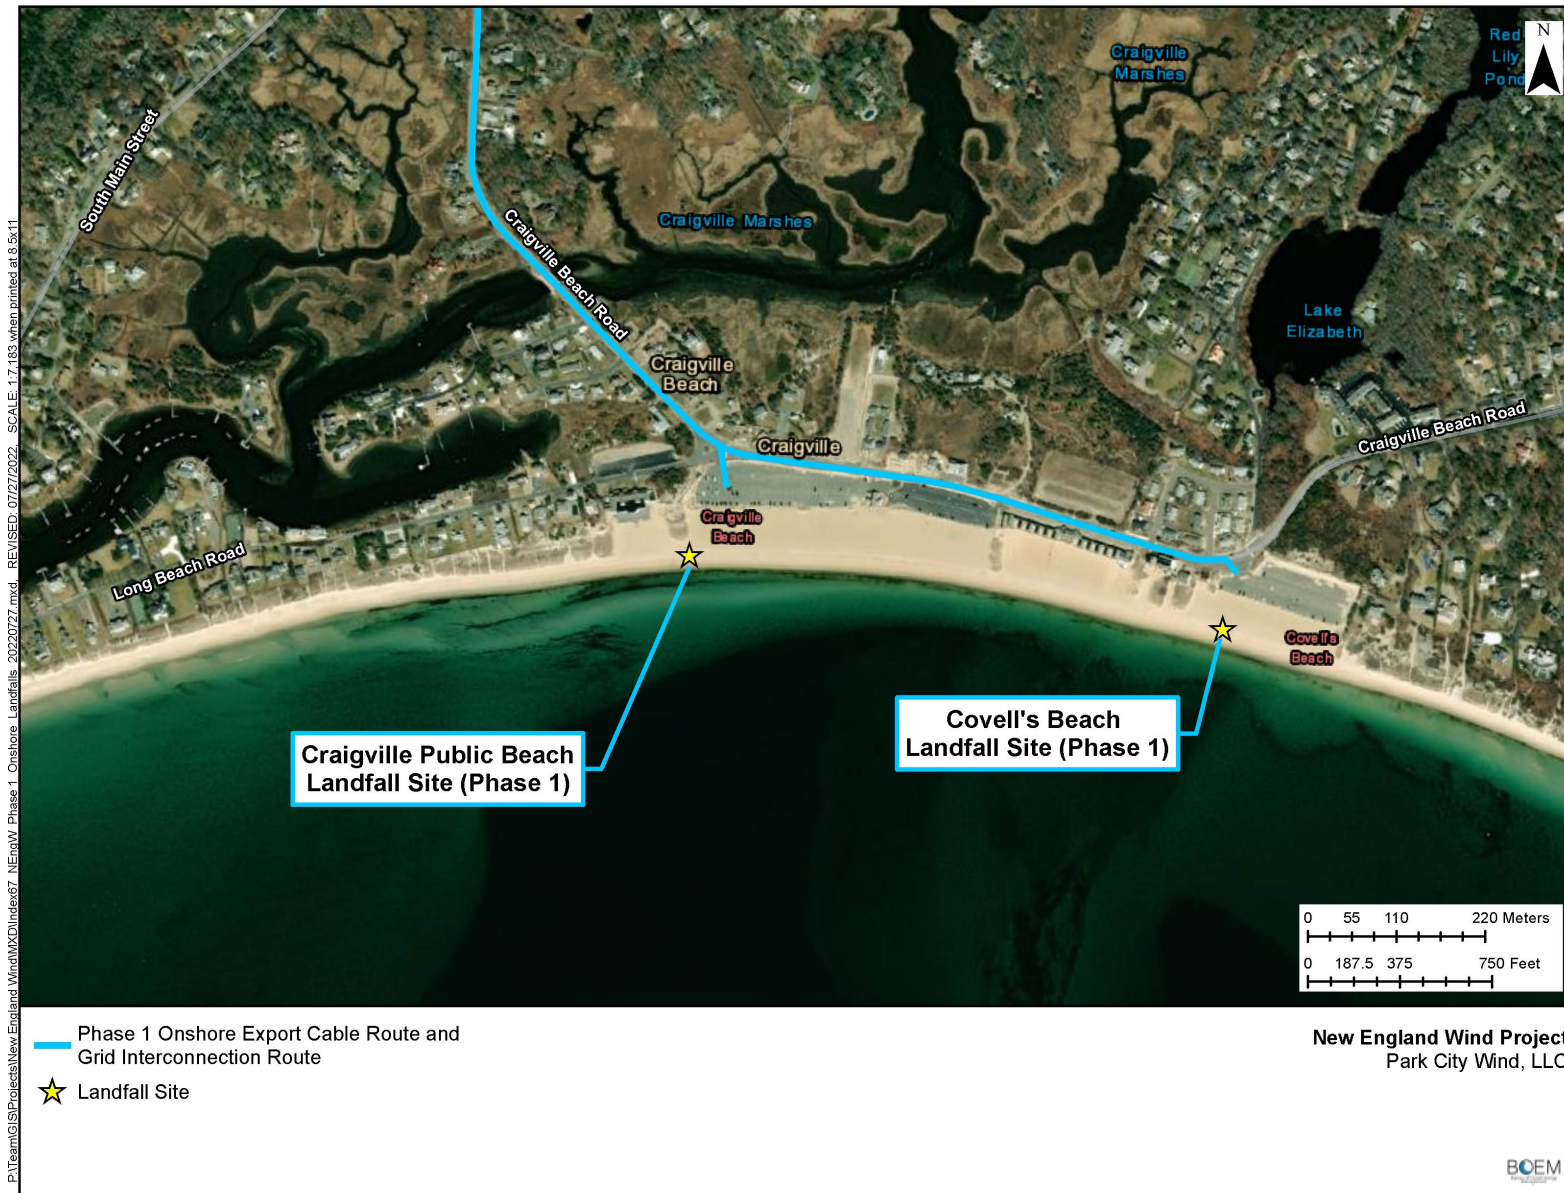 P:\Team\GIS\Projects\New England Wind\MXD\Index67_NEngW_Phase_1_Onshore_Landfalls_20220727.mxd, REVISED: 07/27/2022, SCALE: 1:7,183 when printed at 8.5x11
N
Red
Lily
Pond
Craigville
Marshes
South Main Street
Craigville Marshes
Craigville Beach Road
Lake
Elizabeth
Craigville
Beach
Craigville Beach Road
Craigville
Craigville
Beach
Long Beach Road
Covell's
Beach
Craigville Public Beach
Landfall Site (Phase 1)
Covell's Beach
Landfall Site (Phase 1)
0 55 110 220 Meters
0 187.5 375 750 Feet
Phase 1 Onshore Export Cable Route and
Grid Interconnection Route
Landfall Site
New England Wind Project
Park City Wind, LLC
BOEM